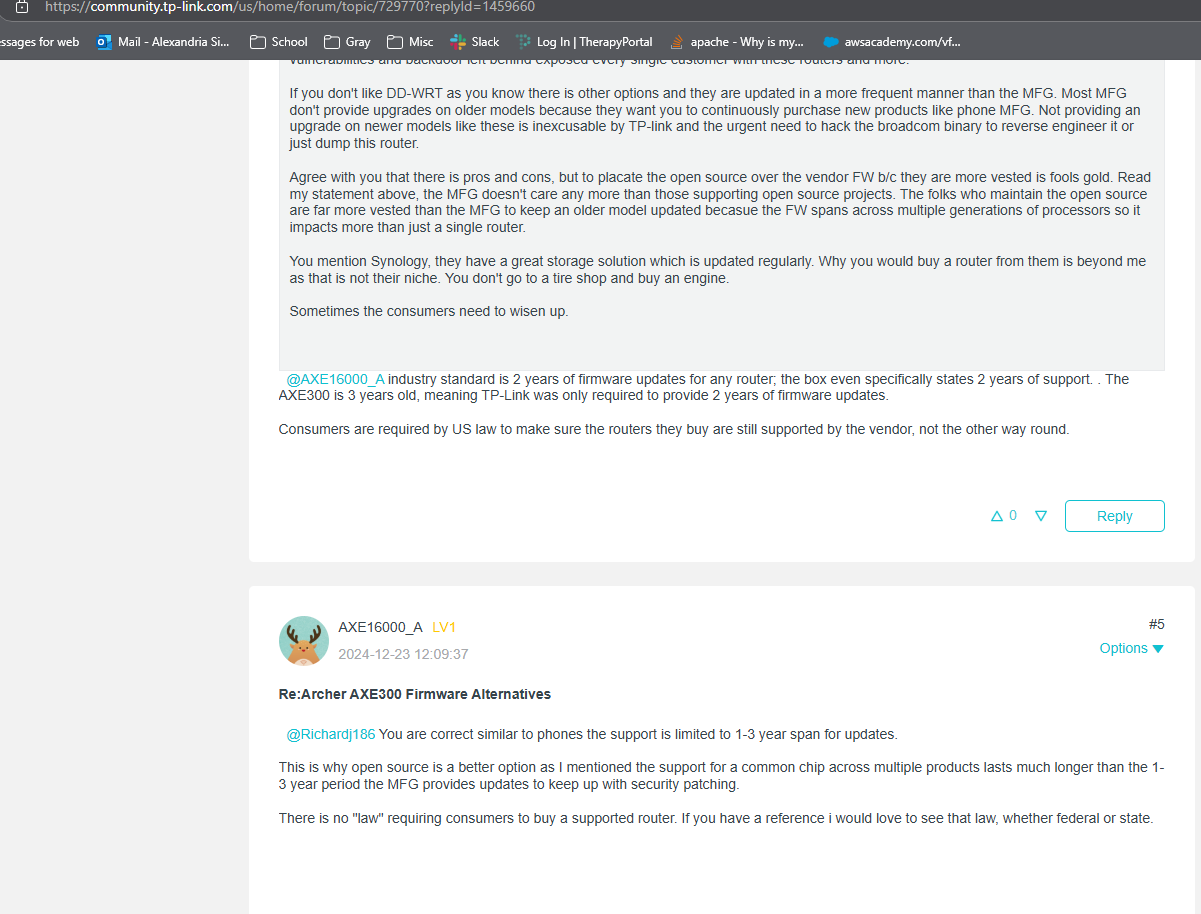 https://community.tp-link.com/us/home/forum/topic/729770?replyId=1459660
ssages for web
Mail - Alexandria Si...
School
Gray
Misc
Slack
Log In | TherapyPortal
apache - Why is my...
awsacademy.com/vf...
vulnerabilities and backdoor left behind exposed every single customer with these routers and more.
If you don't like DD-WRT as you know there is other options and they are updated in a more frequent manner than the MFG. Most MFG
don't provide upgrades on older models because they want you to continuously purchase new products like phone MFG. Not providing an
upgrade on newer models like these is inexcusable by TP-link and the urgent need to hack the broadcom binary to reverse engineer it or
just dump this router.
Agree with you that there is pros and cons, but to placate the open source over the vendor FW b/c they are more vested is fools gold. Read
my statement above, the MFG doesn't care any more than those supporting open source projects. The folks who maintain the open source
are far more vested than the MFG to keep an older model updated becasue the FW spans across multiple generations of processors so it
impacts more than just a single router.
You mention Synology, they have a great storage solution which is updated regularly. Why you would buy a router from them is beyond me
as that is not their niche. You don't go to a tire shop and buy an engine.
Sometimes the consumers need to wisen up.
@AXE16000_A industry standard is 2 years of firmware updates for any router; the box even specifically states 2 years of support. . The
AXE300 is 3 years old, meaning TP-Link was only required to provide 2 years of firmware updates.
Consumers are required by US law to make sure the routers they buy are still supported by the vendor, not the other way round.
0
Reply
AXE16000_A LV1
#5
2024-12-23 12:09:37
Options
Re:Archer AXE300 Firmware Alternatives
@Richardj186 You are correct similar to phones the support is limited to 1-3 year span for updates.
This is why open source is a better option as I mentioned the support for a common chip across multiple products lasts much longer than the 1-
3 year period the MFG provides updates to keep up with security patching.
There is no "law" requiring consumers to buy a supported router. If you have a reference i would love to see that law, whether federal or state.